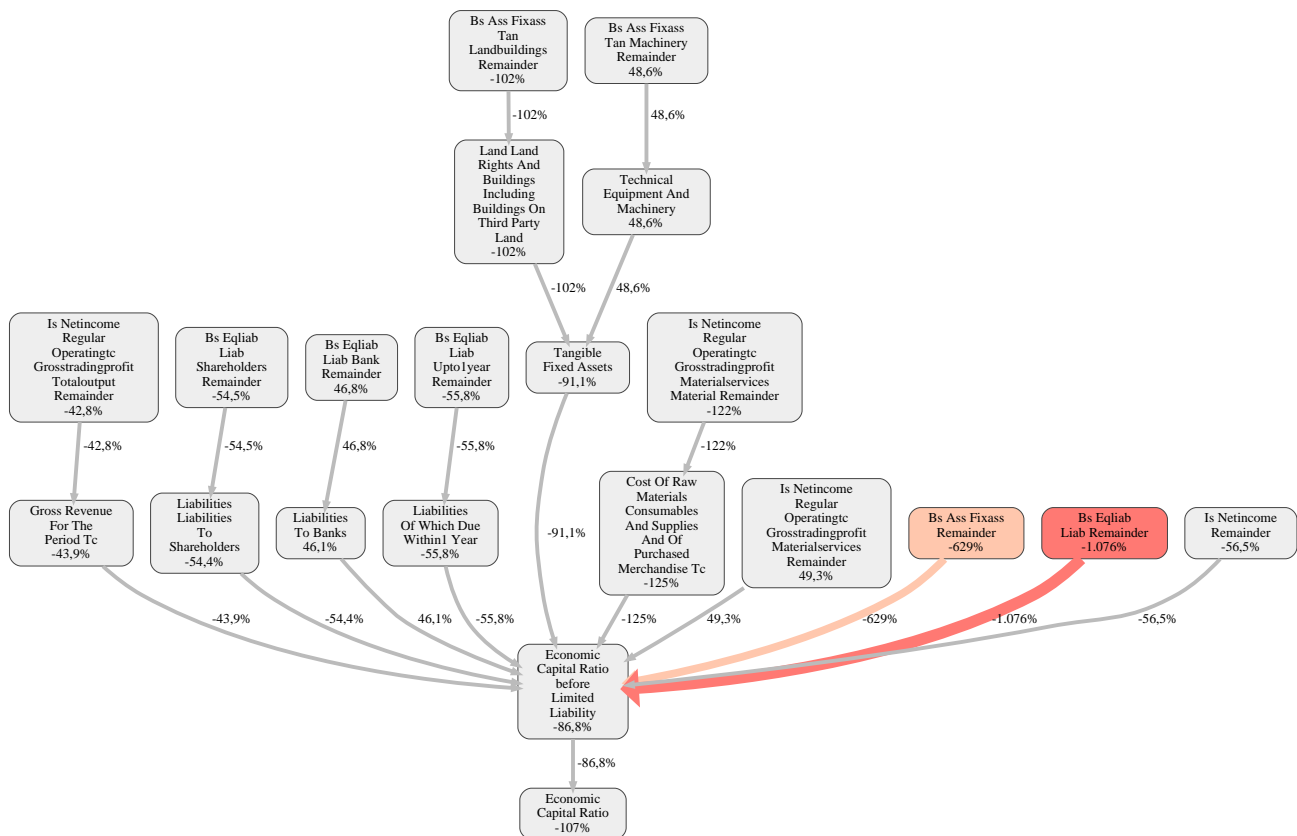 Bs Ass Fixass
Tan
Landbuildings
Remainder
-102%
Bs Ass Fixass
Tan Machinery
Remainder
48,6%
-102%
48,6%
Land Land
Rights And
Buildings
Including
Buildings On
Third Party
Land
-102%
Technical
Equipment And
Machinery
48,6%
-102%
48,6%
Is Netincome
Regular
Operatingtc
Grosstradingprofit
Totaloutput
Remainder
-42,8%
Bs Eqliab
Liab
Shareholders
Remainder
-54,5%
Bs Eqliab
Liab Bank
Remainder
46,8%
Bs Eqliab
Liab
Upto1year
Remainder
-55,8%
Tangible
Fixed Assets
-91,1%
Is Netincome
Regular
Operatingtc
Grosstradingprofit
Materialservices
Material Remainder
-122%
-42,8%
-54,5%
46,8%
-55,8%
-122%
Gross Revenue
For The
Period Tc
-43,9%
Liabilities
Liabilities
To
Shareholders
-54,4%
Liabilities
To Banks
46,1%
Liabilities
Of Which Due
Within1 Year
-55,8%
-91,1%
Cost Of Raw
Materials
Consumables
And Supplies
And Of
Purchased
Merchandise Tc
-125%
Is Netincome
Regular
Operatingtc
Grosstradingprofit
Materialservices
Remainder
49,3%
Bs Ass Fixass
Remainder
-629%
Bs Eqliab
Liab Remainder
-1.076%
Is Netincome
Remainder
-56,5%
-43,9%
-54,4%
46,1%
-55,8%
-125%
49,3%
-629%
-1.076%
-56,5%
Economic
Capital Ratio
before
Limited
Liability
-86,8%
-86,8%
Economic
Capital Ratio
-107%